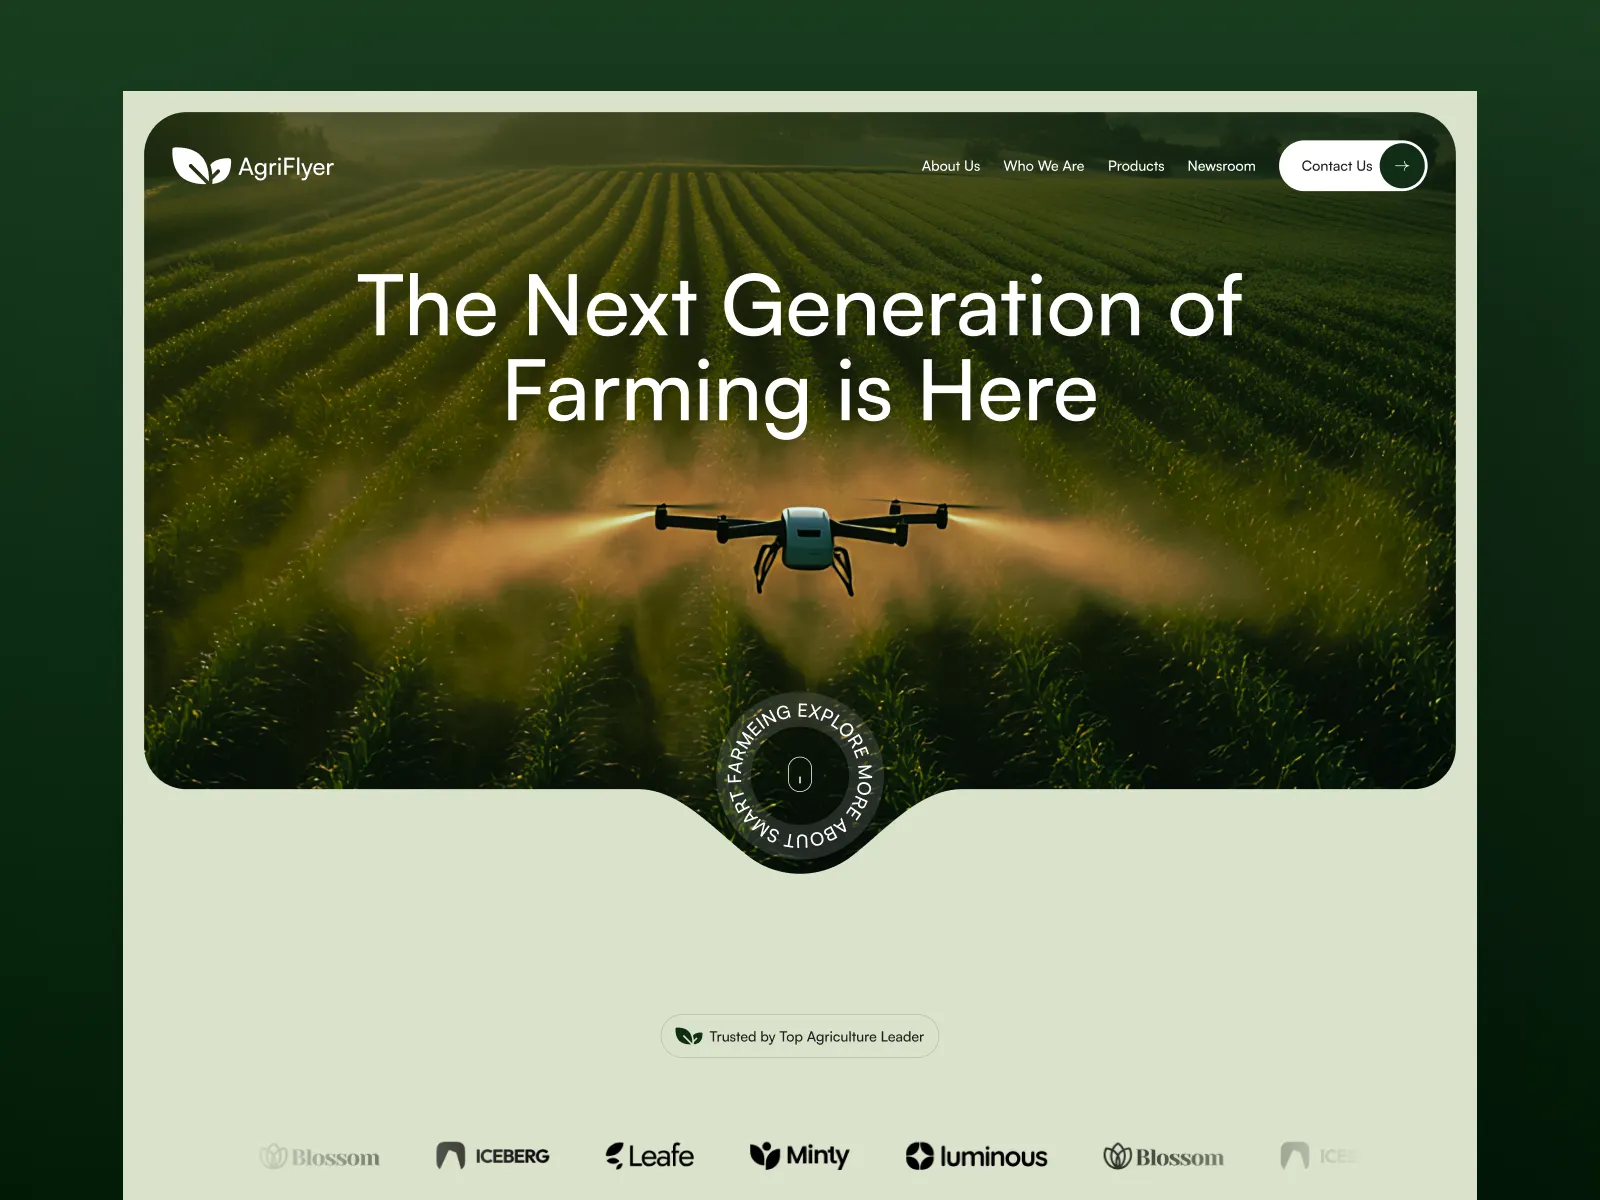 AgriFlyer
About Us
Who We Are
Products
Newsroom
Contact Us
The Next Generation of
Farming is Here
EXPLORE MORE ABOUT SMART FARMEING
Trusted by Top Agriculture Leader
Blossom
ICEBERG
Leafe
Minty
luminous
Blossom
ICEB